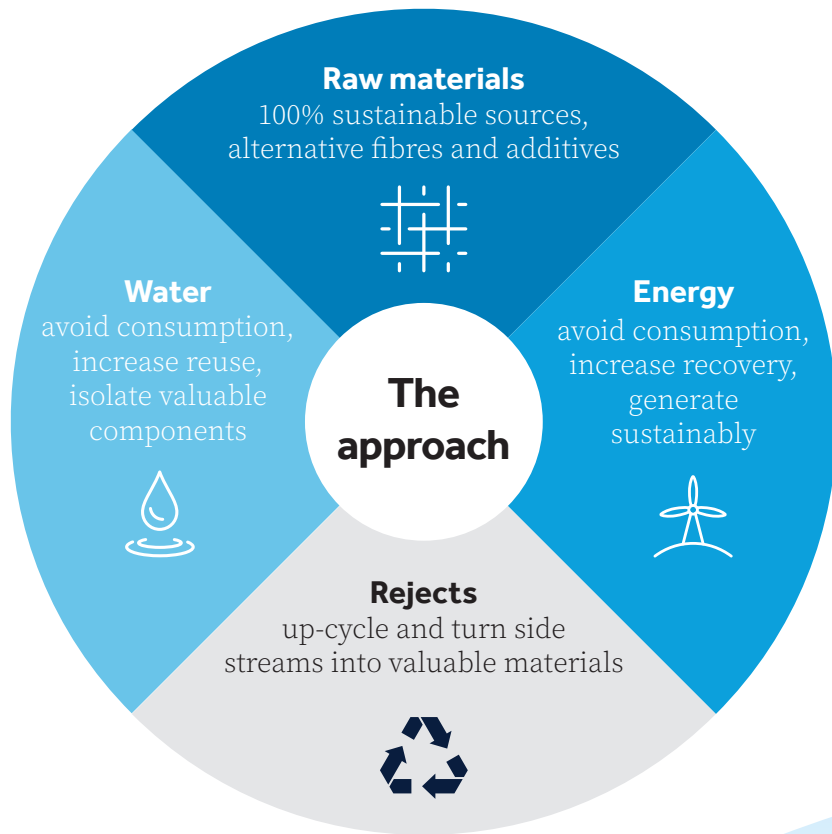 Raw materials
100% sustainable sources,
alternative fibres and additives
Water
avoid consumption,
increase reuse,
isolate valuable
components
The
approach
Energy
avoid consumption,
increase recovery,
generate
sustainably
Rejects
up-cycle and turn side
streams into valuable materials